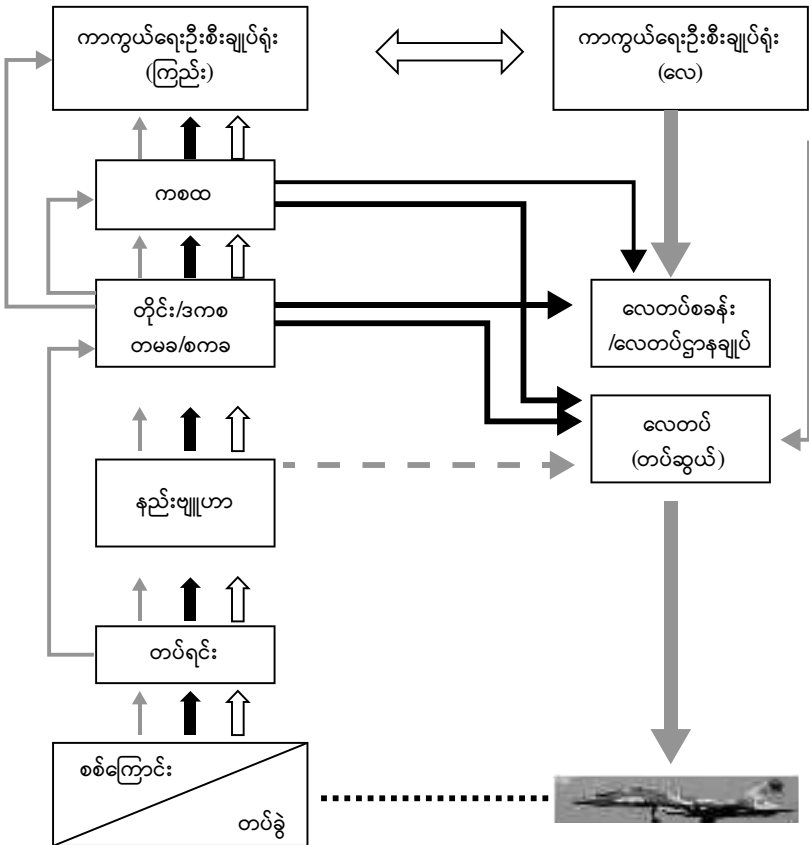 ကာကွယ်ရေးဦးစီးချုပ်ရုံး
(ကြည်း)
ကာကွယ်ရေးဦးစီးချုပ်ရုံး
(လေ)
ကစထ
တိုင်း/ဒကစ
တမခ/စကခ
လေတပ်စခန်း
/လေတပ်ဌာနချုပ်
လေတပ်
(တပ်ဆွယ်)
နည်းဗျူဟာ
တပ်ရင်း
စစ်ကြောင်း
တပ်ခွဲ